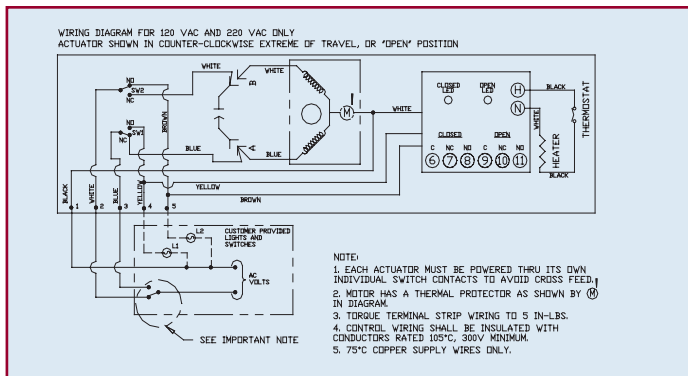 WIRING DIAGRAM FOR 120 VAC AND 220 VAC ONLY
ACTUATOR SHOWN IN COUNTER-CLOCKWISE EXTREME OF TRAVEL, OR "OPEN" POSITION
NO
SW2
NC
WHITE
B
WHITE
M
!
WHITE
CLOSED LED
OPEN LED
H
N
BLACK
WHITE
HEATER
BLACK
THERMOSTAT
NO
SW1
NC
BROWN
BLUE
A
BLUE
CLOSED
OPEN
C
NC
NO
C
NC
NO
6
7
8
9
10
11
BLACK
WHITE
BLUE
YELLOW
YELLOW
BROWN
1
2
3
4
5
CUSTOMER PROVIDED
LIGHTS AND
SWITCHES
L2
L1
AC
VOLTS
SEE IMPORTANT NOTE
NOTE:
1. EACH ACTUATOR MUST BE POWERED THRU ITS OWN
INDIVIDUAL SWITCH CONTACTS TO AVOID CROSS FEED.
2. MOTOR HAS A THERMAL PROTECTOR AS SHOWN BY M !
IN DIAGRAM.
3. TORQUE TERMINAL STRIP WIRING TO 5 IN-LBS.
4. CONTROL WIRING SHALL BE INSULATED WITH
CONDUCTORS RATED 105°C, 300V MINIMUM.
5. 75°C COPPER SUPPLY WIRES ONLY.